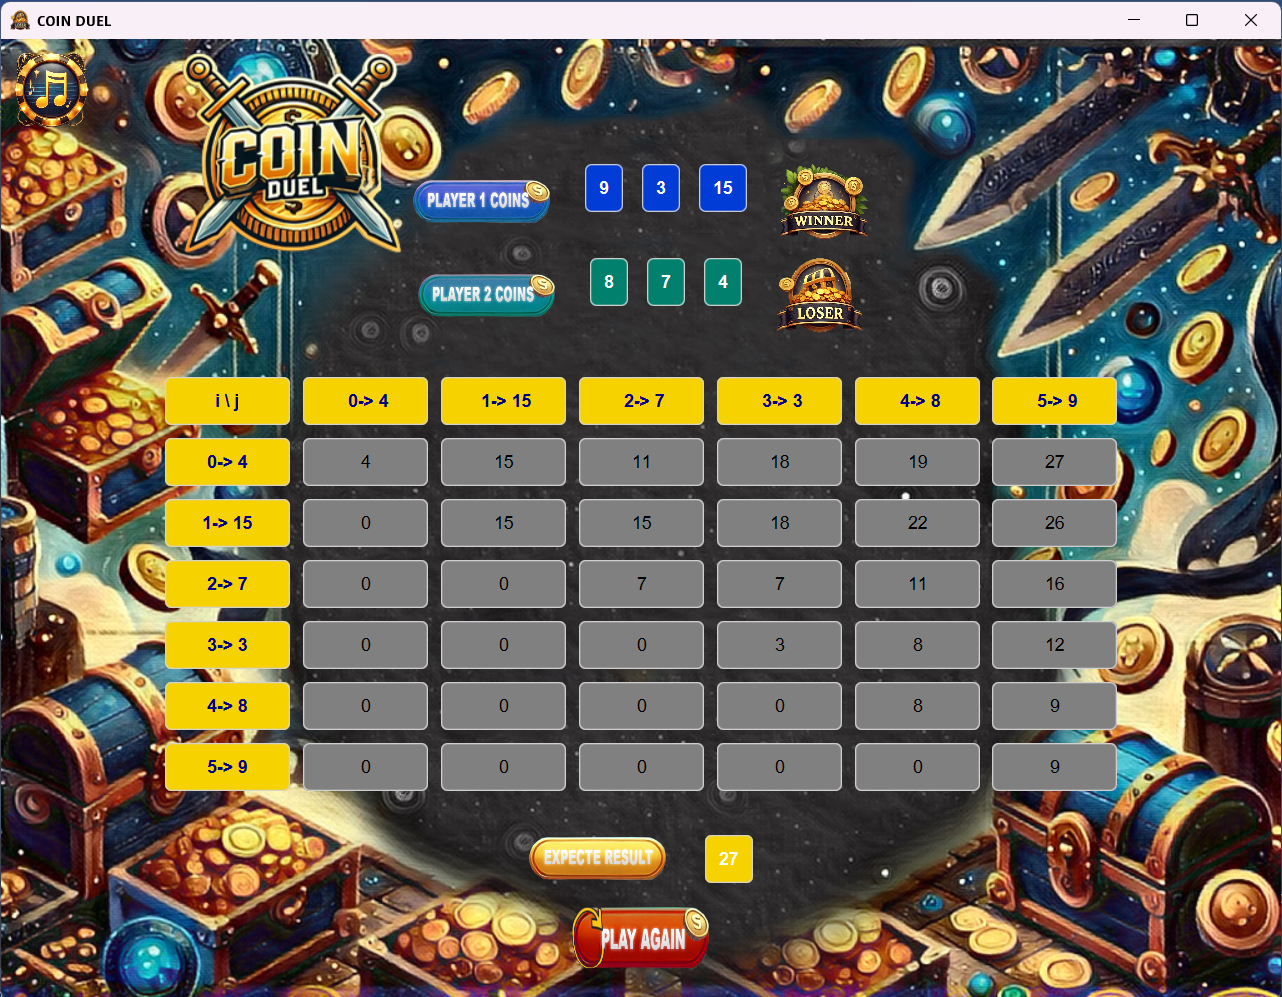 COIN DUEL
COIN
DUEL
PLAYER 1 COINS 9 3 15 WINNER
PLAYER 2 COINS 8 7 4 LOSER
i \ j 0-> 4 1-> 15 2-> 7 3-> 3 4-> 8 5-> 9
0-> 4 4 15 11 18 19 27
1-> 15 0 15 15 18 22 26
2-> 7 0 0 7 7 11 16
3-> 3 0 0 0 3 8 12
4-> 8 0 0 0 0 8 9
5-> 9 0 0 0 0 0 9
EXPECTE RESULT 27
PLAY AGAIN